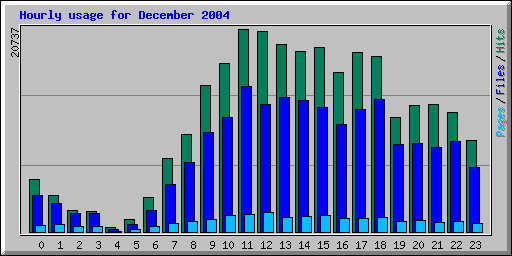 Hourly usage for December 2004
20737
Pages / Files / Hits
0 1 2 3 4 5 6 7 8 9 10 11 12 13 14 15 16 17 18 19 20 21 22 23